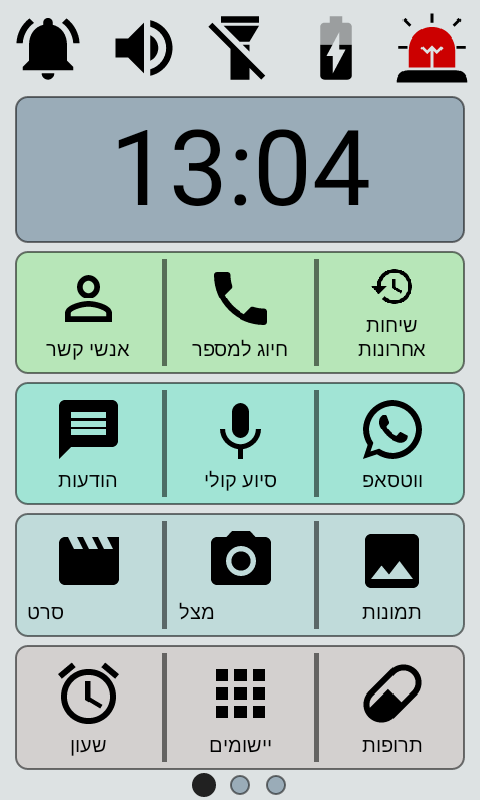 13:04
שיחות
אחרונות
חיוג למספר
אנשי קשר
ווטסאפ
סיוע קולי
הודעות
תמונות
מצל
סרט
תרופות
יישומים
שעון